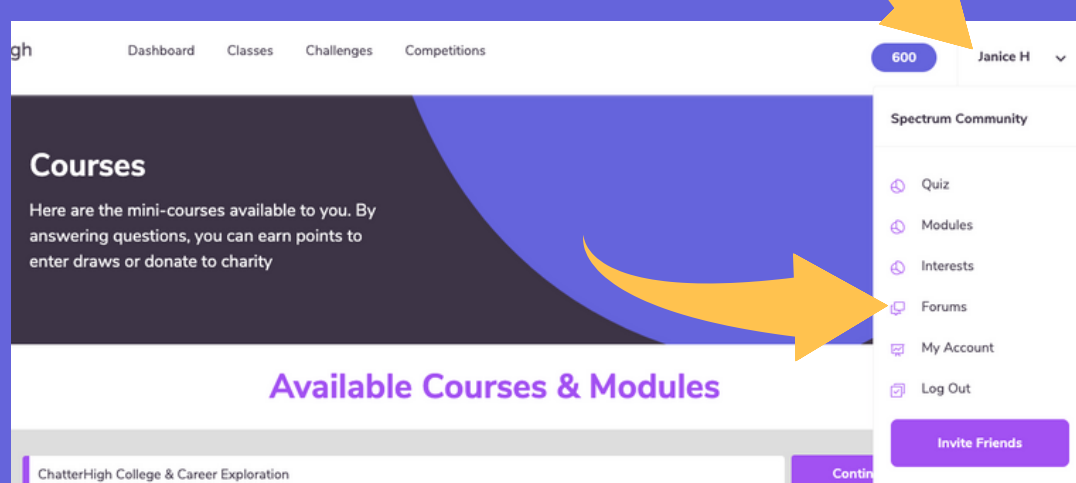 gh
Dashboard Classes Challenges Competitions
600
Janice H
Spectrum Community
Courses
Here are the mini-courses available to you. By
answering questions, you can earn points to
enter draws or donate to charity
Quiz
Modules
Interests
Forums
My Account
Log Out
Invite Friends
Available Courses & Modules
ChatterHigh College & Career Exploration
Contin